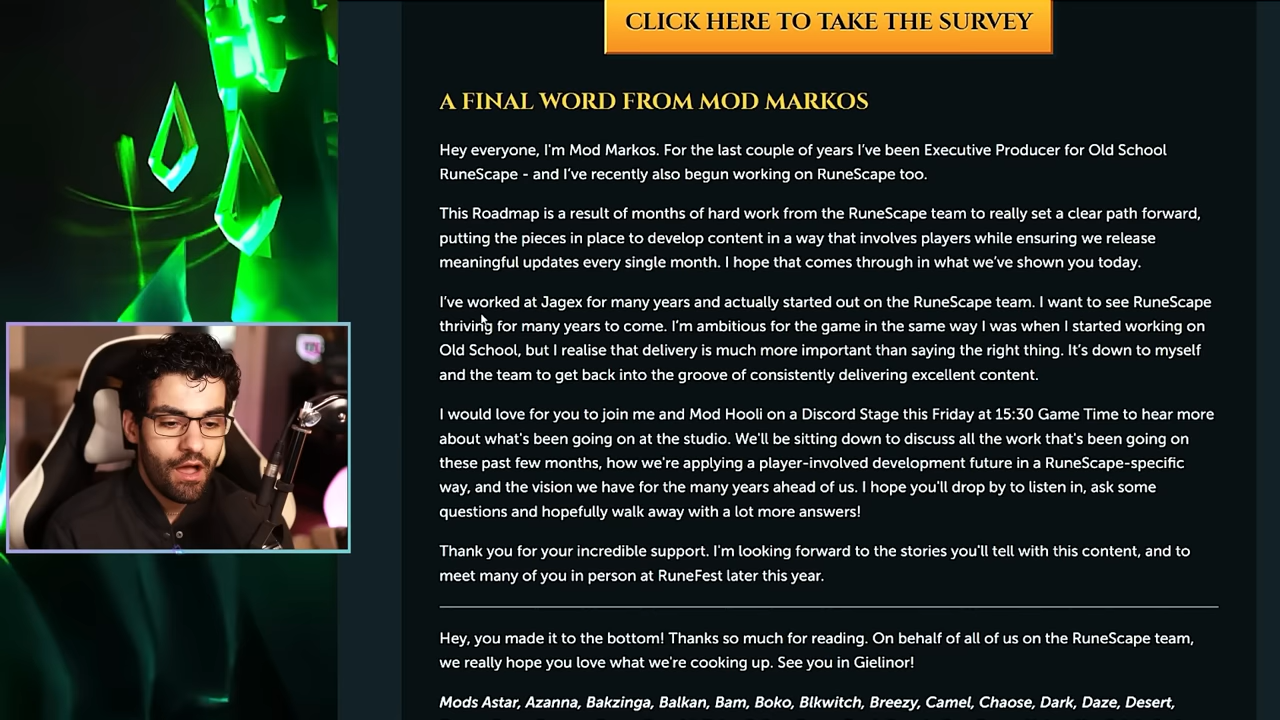 CLICK HERE TO TAKE THE SURVEY
A FINAL WORD FROM MOD MARKOS
Hey everyone, I'm Mod Markos. For the last couple of years I've been Executive Producer for Old School
RuneScape - and I've recently also begun working on RuneScape too.
This Roadmap is a result of months of hard work from the RuneScape team to really set a clear path forward,
putting the pieces in place to develop content in a way that involves players while ensuring we release
meaningful updates every single month. I hope that comes through in what we've shown you today.
I've worked at Jagex for many years and actually started out on the RuneScape team. I want to see RuneScape
thriving for many years to come. I'm ambitious for the game in the same way I was when I started working on
Old School, but I realise that delivery is much more important than saying the right thing. It's down to myself
and the team to get back into the groove of consistently delivering excellent content.
I would love for you to join me and Mod Hooli on a Discord Stage this Friday at 15:30 Game Time to hear more
about what's been going on at the studio. We'll be sitting down to discuss all the work that's been going on
these past few months, how we're applying a player-involved development future in a RuneScape-specific
way, and the vision we have for the many years ahead of us. I hope you'll drop by to listen in, ask some
questions and hopefully walk away with a lot more answers!
Thank you for your incredible support. I'm looking forward to the stories you'll tell with this content, and to
meet many of you in person at RuneFest later this year.
Hey, you made it to the bottom! Thanks so much for reading. On behalf of all of us on the RuneScape team,
we really hope you love what we're cooking up. See you in Gielinor!
Mods Astar, Azanna, Bakzinga, Balkan, Bam, Boko, Blkwitch, Breezy, Camel, Chaose, Dark, Daze, Desert,